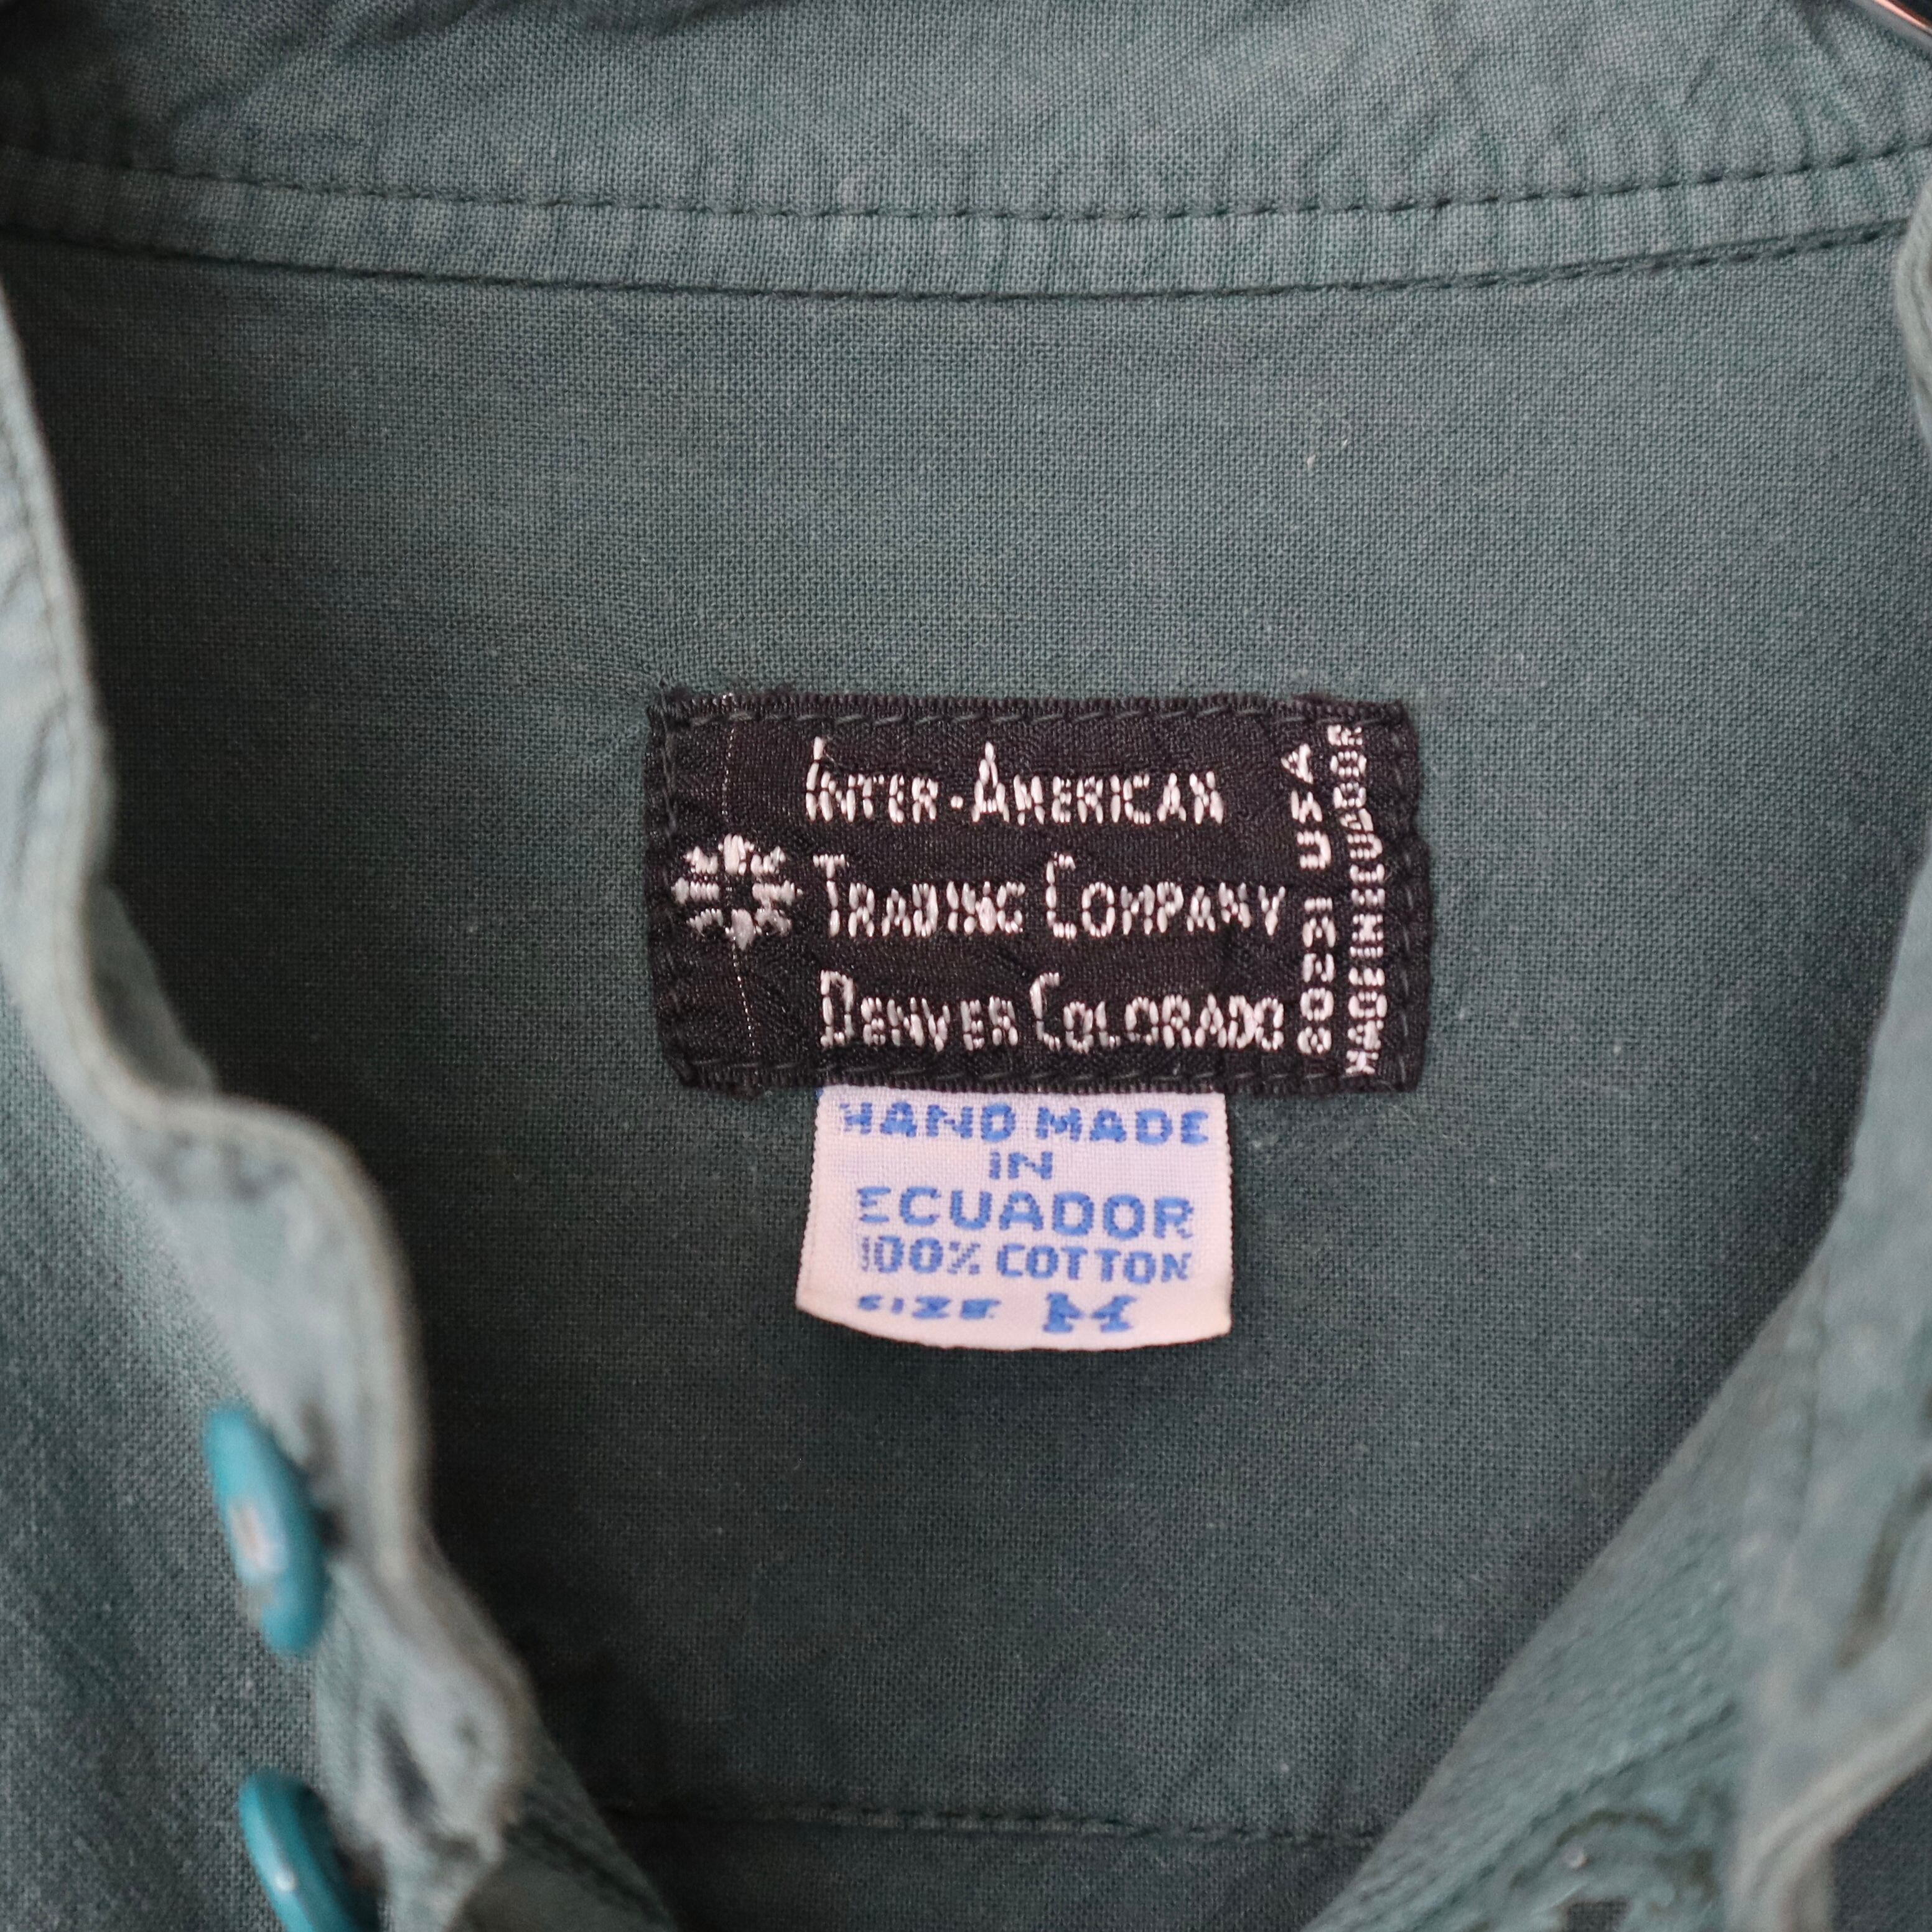 INTER-AMERICAN
TRADING COMPANY
DENVER COLORADO
80231 USA
MADE IN ECUADOR
HAND MADE
IN
ECUADOR
100% COTTON
SIZE M